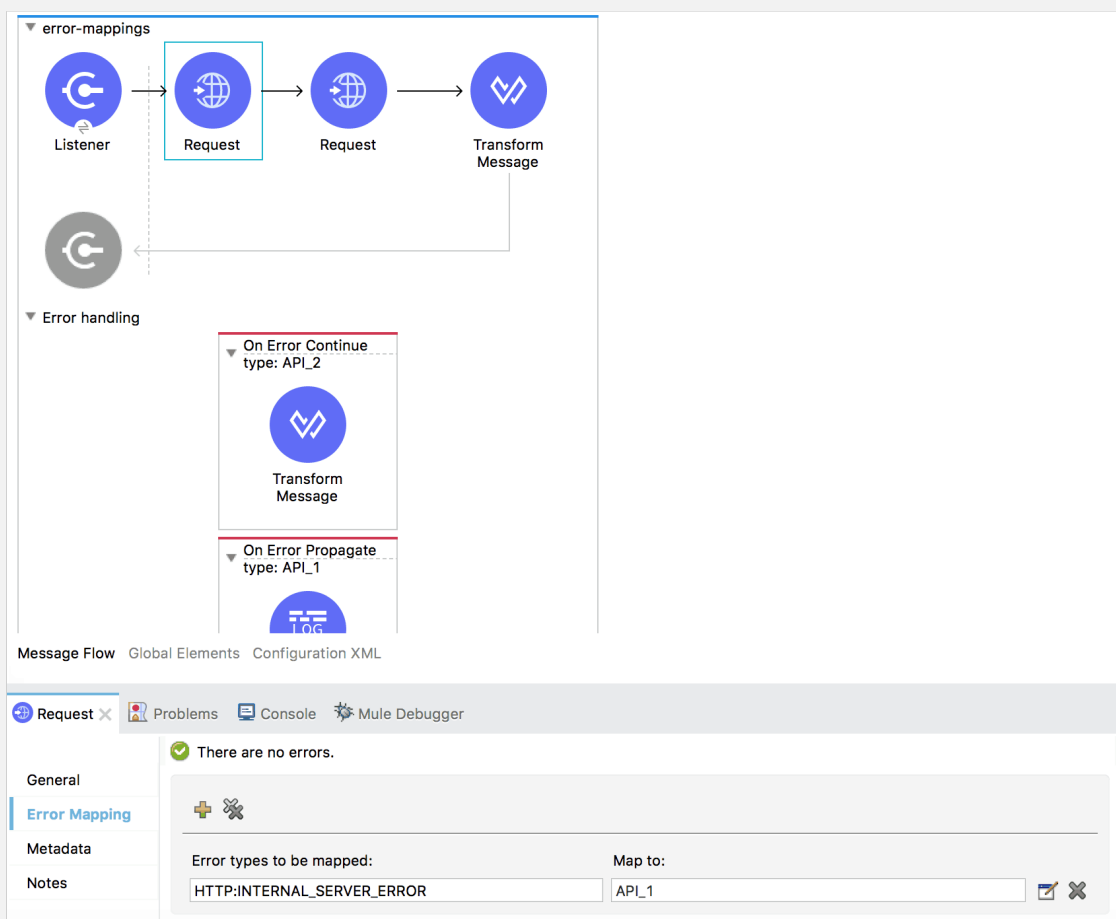 error-mappings
Listener
Request
Request
Transform
Message
Error handling
On Error Continue
type: API_2
Transform
Message
On Error Propagate
type: API_1
LOG
Message Flow Global Elements Configuration XML
Request Problems Console Mule Debugger
There are no errors.
General
Error Mapping
Metadata
Notes
Error types to be mapped: Map to:
HTTP:INTERNAL_SERVER_ERROR API_1